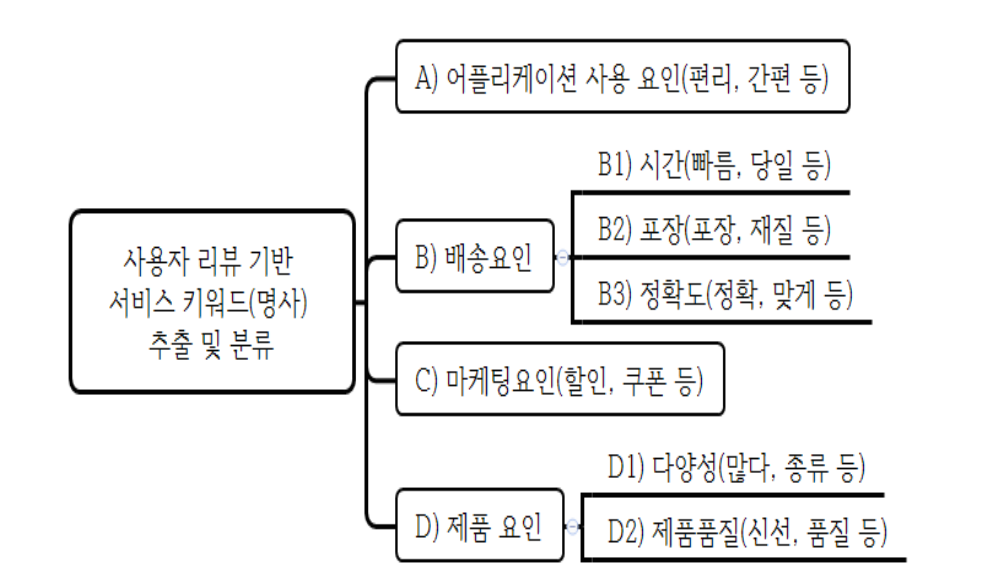 사용자 리뷰 기반
서비스 키워드(명사)
추출 및 분류
A) 어플리케이션 사용 요인(편리, 간편 등)
B) 배송요인
B1) 시간(빠름, 당일 등)
B2) 포장(포장, 재질 등)
B3) 정확도(정확, 맞게 등)
C) 마케팅요인(할인, 쿠폰 등)
D) 제품 요인
D1) 다양성(많다, 종류 등)
D2) 제품품질(신선, 품질 등)